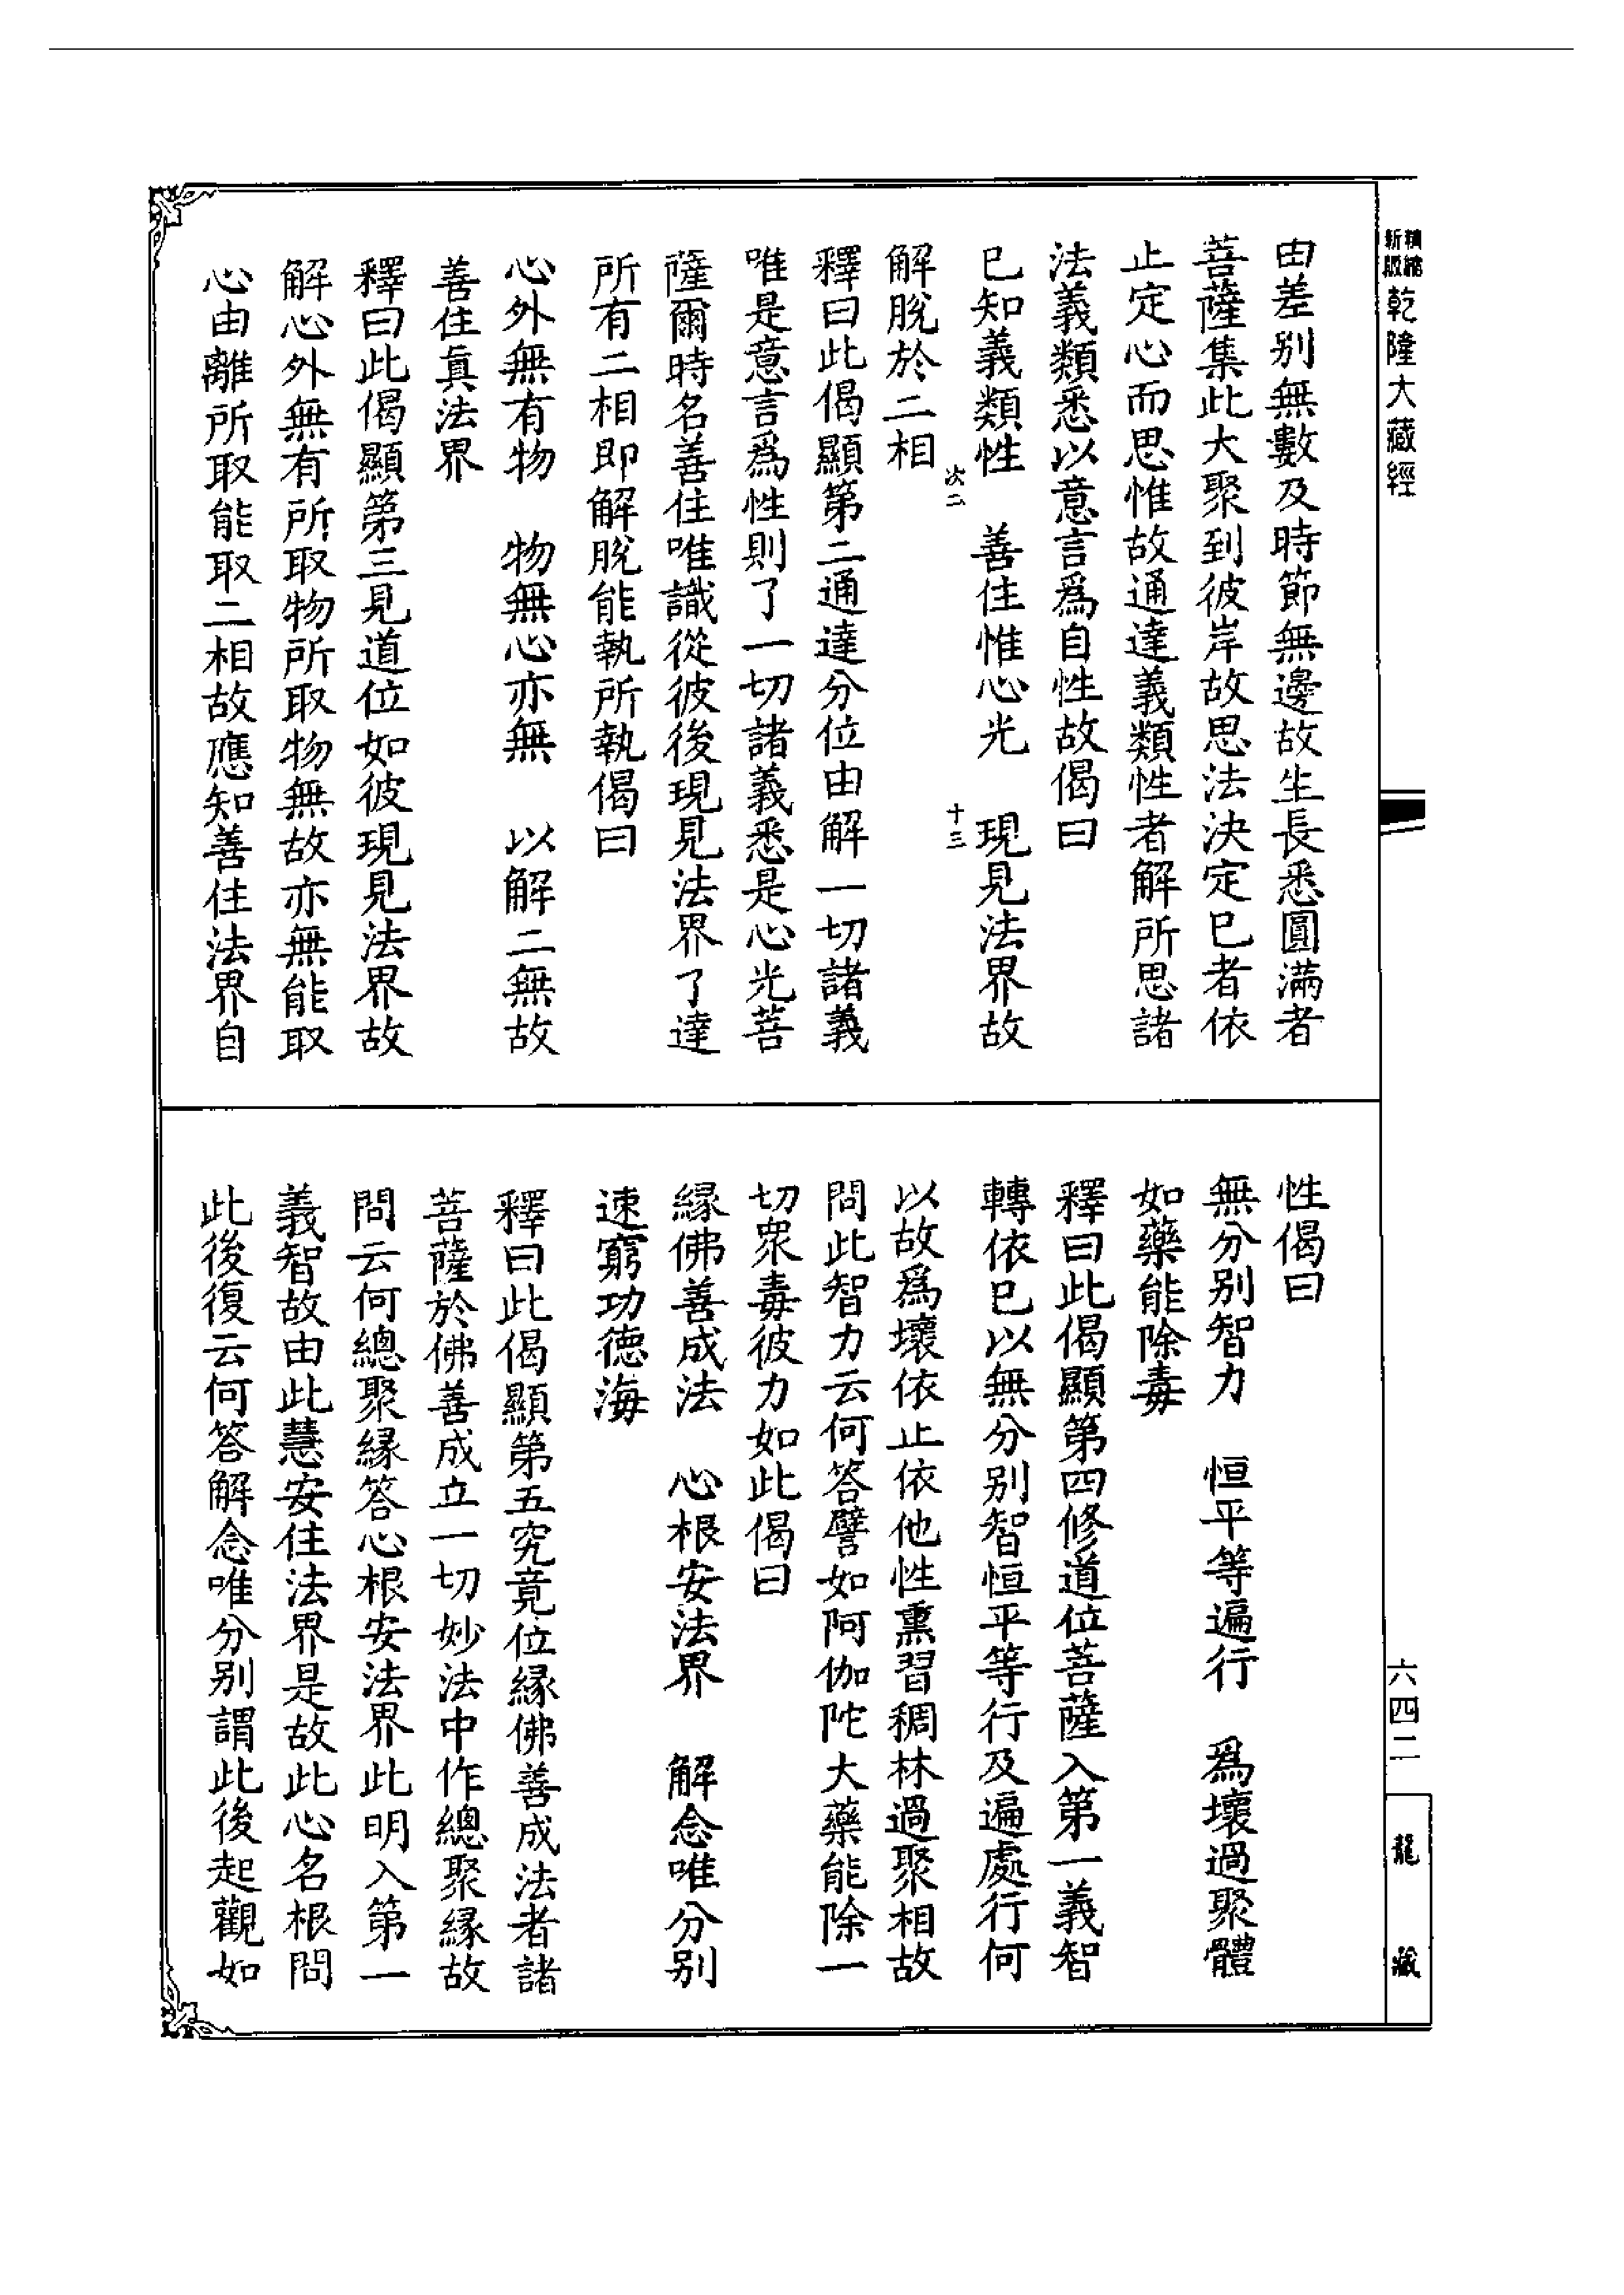 精縮
新版
乾隆大藏經
由差别無數及時節無邊故生長悉圓滿者
菩薩集此大聚到彼岸故思法決定已者依
止定心而思惟故通達義類性者解所思諸
法義類悉以意言爲自性故偈曰
已知義類性　善住惟心光　現見法界故
次二　十三
解脫於二相
釋曰此偈顯第二通達分位由解一切諸義
唯是意言爲性則了一切諸義悉是心光菩
薩爾時名善住唯識從彼後現見法界了達
所有二相即解脫能執所執偈曰
心外無有物　物無心亦無　以解二無故
善住眞法界
釋曰此偈顯第三見道位如彼現見法界故
解心外無有所取物所取物無故亦無能取
心由離所取能取二相故應知善住法界自
性偈曰
無分别智力　恒平等遍行　爲壞過聚體
如藥能除毒
釋曰此偈顯第四修道位菩薩入第一義智
轉依已以無分别智恒平等行及遍處行何
以故爲壞依止依他性熏習稠林過聚相故
問此智力云何答譬如阿伽陀大藥能除一
切眾毒彼力如此偈曰
緣佛善成法　心根安法界　解念唯分别
速窮功德海
釋曰此偈顯第五究竟位緣佛善成法者諸
菩薩於佛善成立一切妙法中作總聚緣故
問云何總聚緣答心根安法界此明入第一
義智故由此慧安住法界是故此心名根問
此後復云何答解念唯分别謂此後起觀如
六四二
龍藏